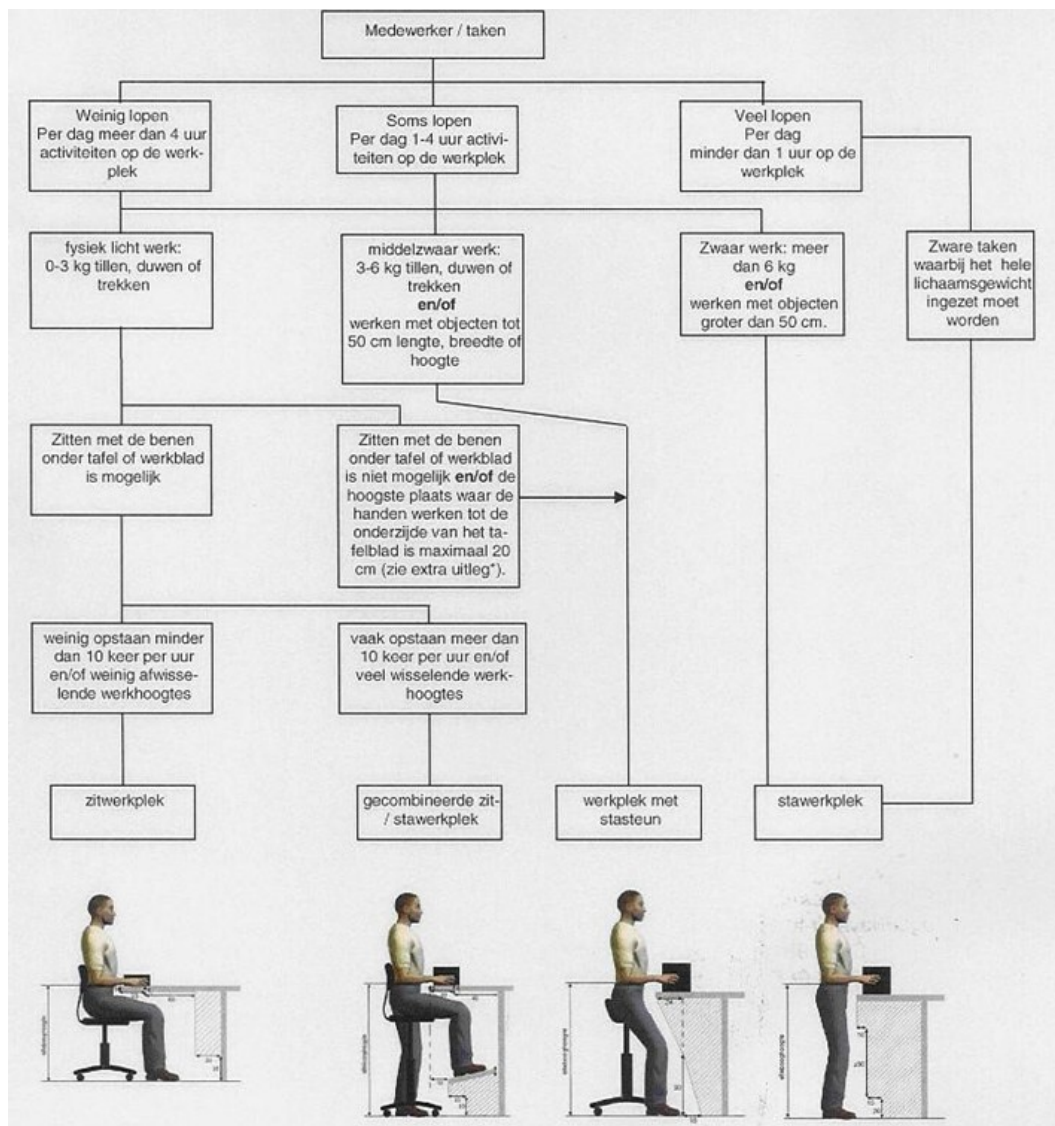 Medewerker / taken
Weinig lopen
Per dag meer dan 4 uur
activiteiten op de werk-
plek
Soms lopen
Per dag 1-4 uur activi-
teiten op de werkplek
Veel lopen
Per dag
minder dan 1 uur op de
werkplek
fysiek licht werk:
0-3 kg tillen, duwen of
trekken
middelzwaar werk:
3-6 kg tillen, duwen of
trekken
en/of
werken met objecten tot
50 cm lengte, breedte of
hoogte
Zwaar werk: meer
dan 6 kg
en/of
werken met objecten
groter dan 50 cm.
Zware taken
waarbij het hele
lichaamsgewicht
ingezet moet
worden
Zitten met de benen
onder tafel of werkblad
is mogelijk
Zitten met de benen
onder tafel of werkblad
is niet mogelijk en/of de
hoogste plaats waar de
handen werken tot de
onderzijde van het ta-
felblad is maximaal 20
cm (zie extra uitleg*).
weinig opstaan minder
dan 10 keer per uur
en/of weinig afwisse-
lende werkhoogtes
vaak opstaan meer dan
10 keer per uur en/of
veel wisselende werk-
hoogtes
zitwerkplek
gecombineerde zit-
/ stawerkplek
werkplek met
stasteun
stawerkplek